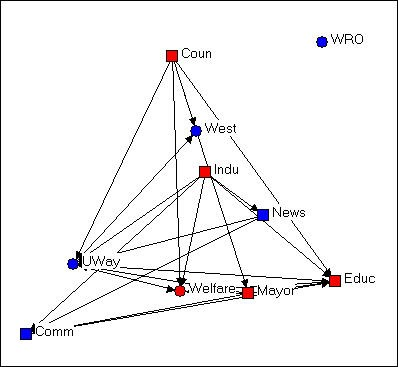 WRO
Coun
West
Indu
News
UWay
Educ
Welfare
Mayor
Comm